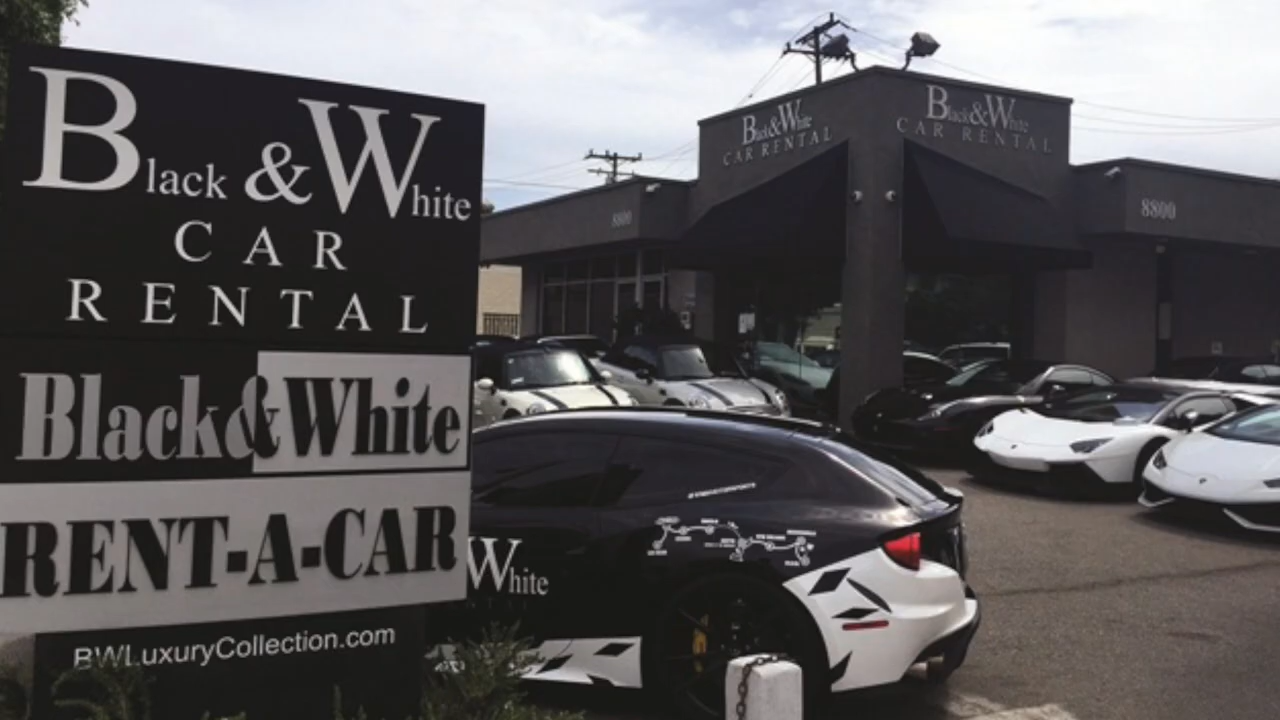 Black & White
CAR
RENTAL
Black&White
RENT-A-CAR
BWLuxuryCollection.com
Black&White
CAR RENTAL
Black&White
CAR RENTAL
8800
8800
White